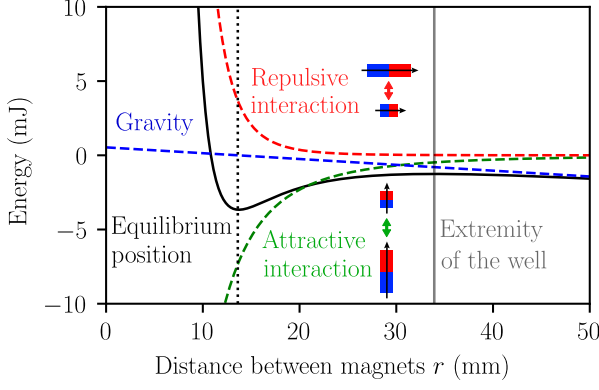 10
5
0
−5
−10
Energy (mJ)
Gravity
Repulsive
interaction
Equilibrium
position
Attractive
interaction
Extremity
of the well
0
10
20
30
40
50
Distance between magnets r (mm)